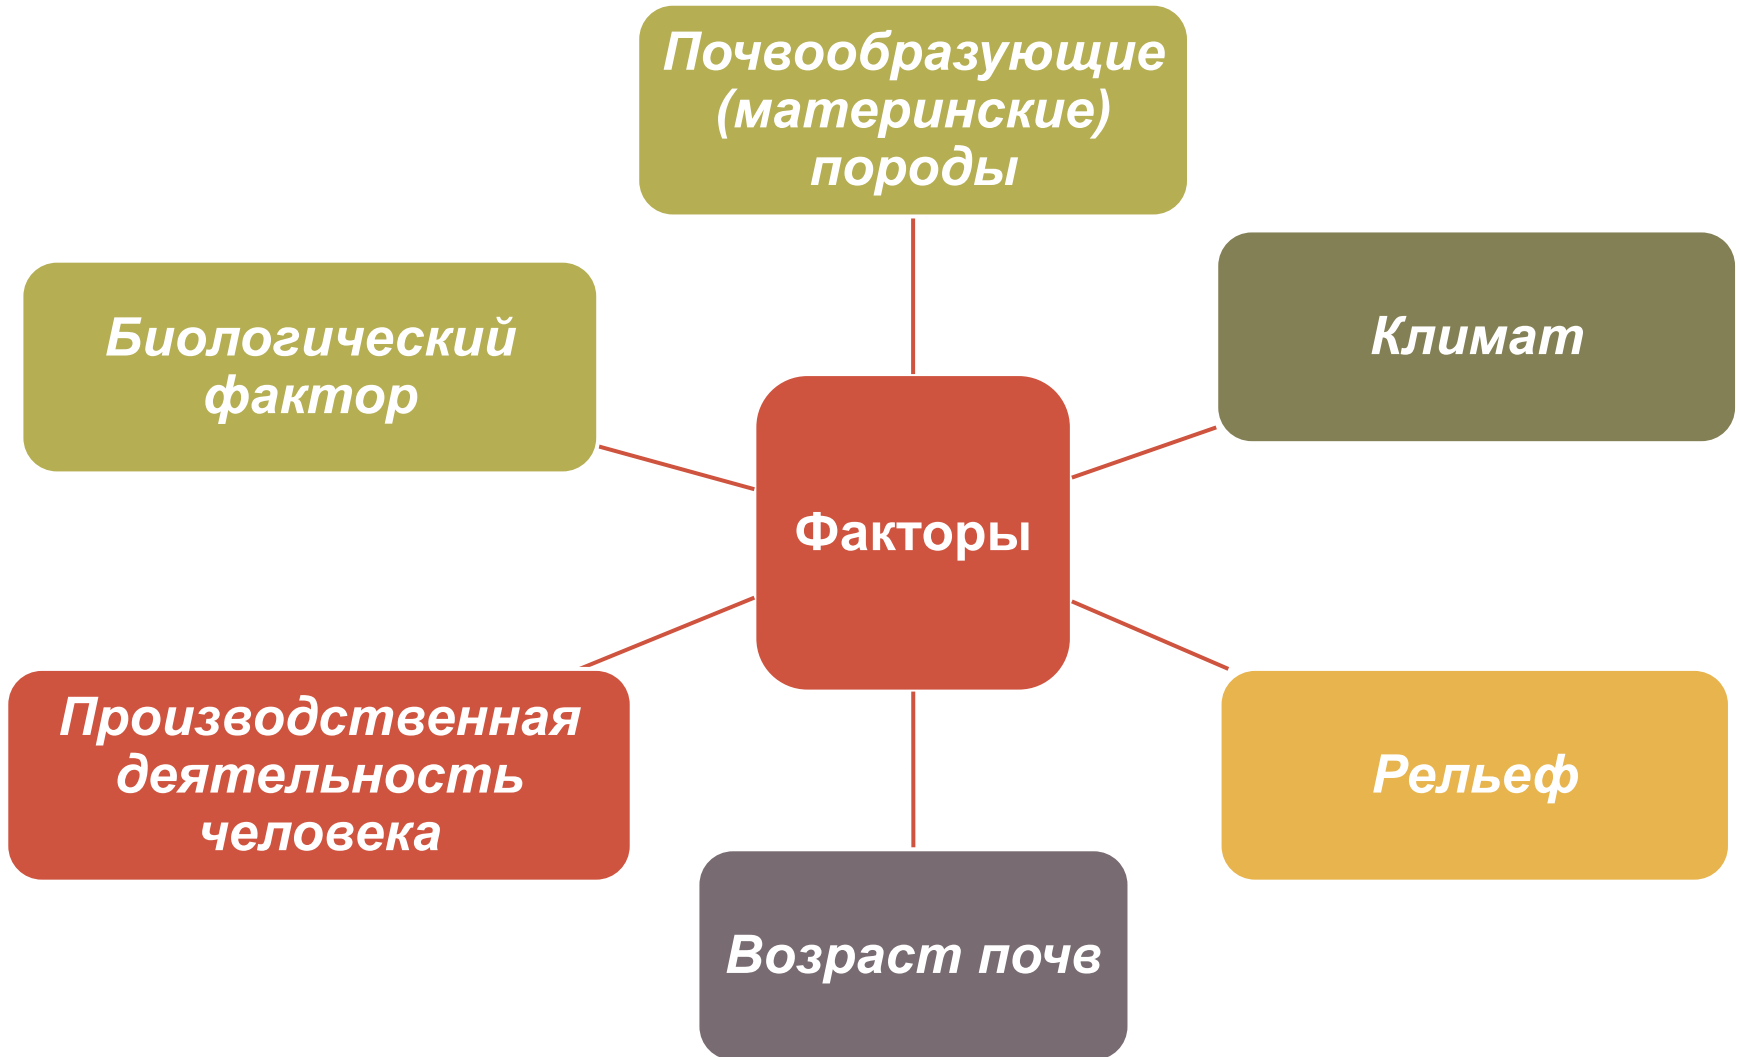 Почвообразующие
(материнские)
породы
Биологический
фактор
Климат
Факторы
Производственная
деятельность
человека
Рельеф
Возраст почв